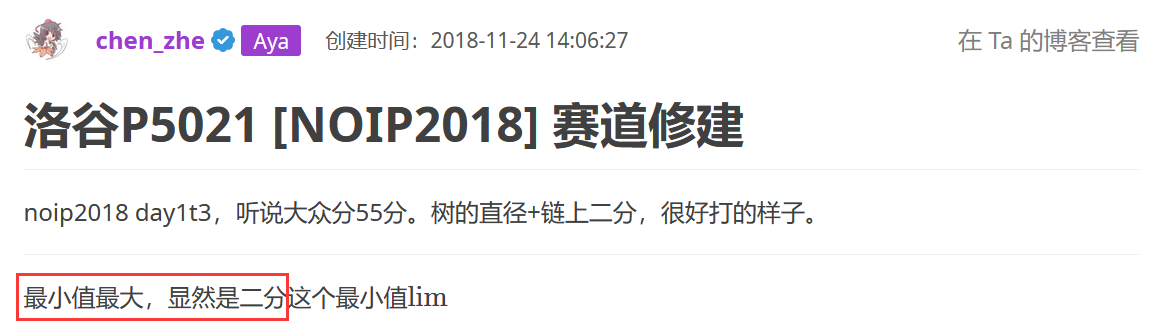 chen_zhe Aya 创建时间：2018-11-24 14:06:27 在 Ta 的博客查看
洛谷P5021 [NOIP2018] 赛道修建
noip2018 day1t3，听说大众分55分。树的直径+链上二分，很好打的样子。
最小值最大，显然是二分这个最小值lim